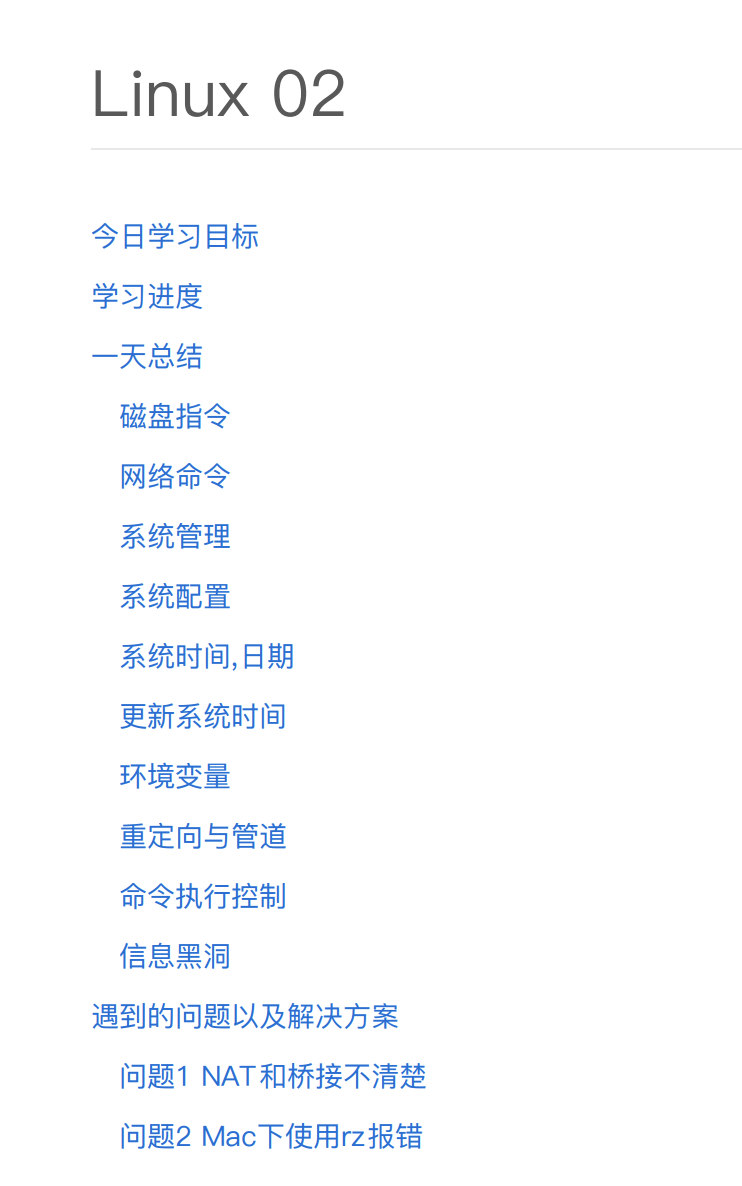 Linux 02
今日学习目标
学习进度
一天总结
磁盘指令
网络命令
系统管理
系统配置
系统时间,日期
更新系统时间
环境变量
重定向与管道
命令执行控制
信息黑洞
遇到的问题以及解决方案
问题1 NAT和桥接不清楚
问题2 Mac下使用rz报错